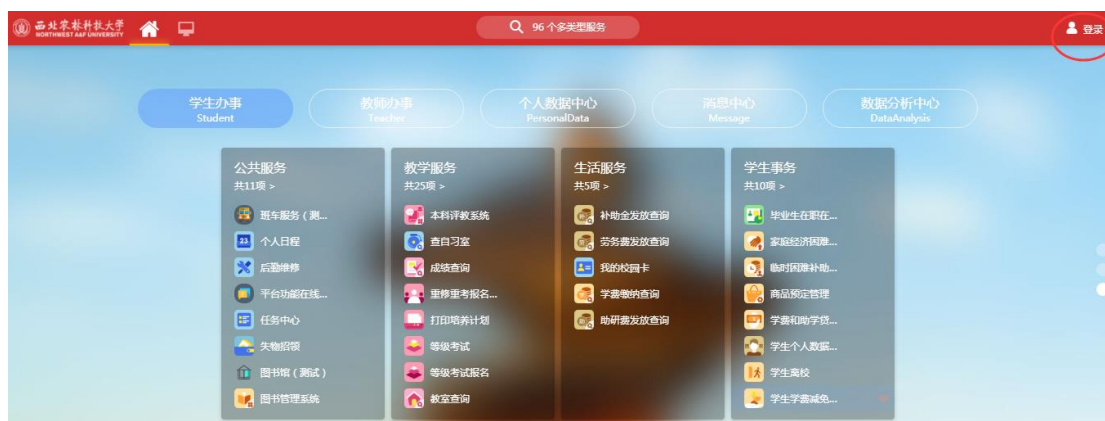 西北农林科技大学
NORTHWEST A&F UNIVERSITY
96 个多类型服务
登录
学生办事
Student
教师办事
Teacher
个人数据中心
PersonalData
消息中心
Message
数据分析中心
DataAnalysis
公共服务
共11项 >
班车服务（测...
个人日程
后勤维修
平台功能在线...
任务中心
失物招领
图书馆（测试）
图书管理系统
教学服务
共25项 >
本科评教系统
查自习室
成绩查询
重修重考报名...
打印培养计划
等级考试
等级考试报名
教室查询
生活服务
共5项 >
补助金发放查询
劳务费发放查询
我的校园卡
学费缴纳查询
助研费发放查询
学生事务
共10项 >
毕业生在职在...
家庭经济困难...
临时困难补助...
商品预定管理
学费和助学贷...
学生个人数据...
学生离校
学生学费减免...